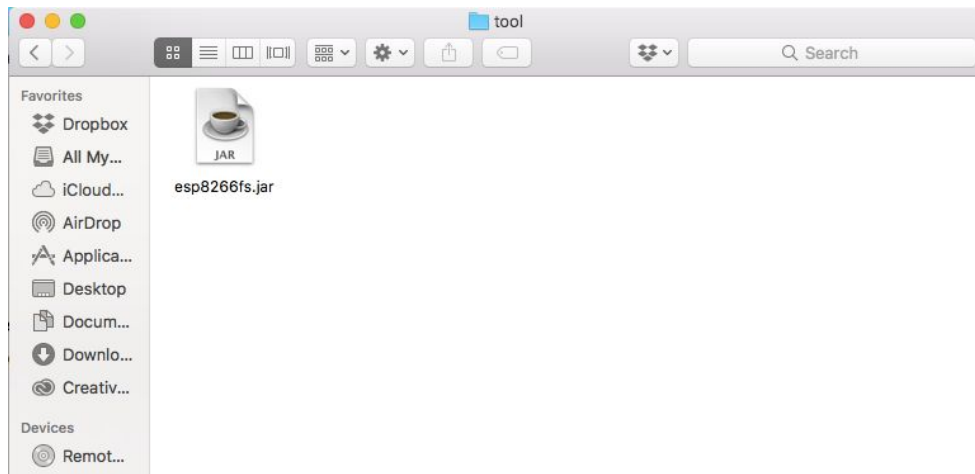 tool
Search
Favorites
Dropbox
All My...
iCloud...
AirDrop
Applica...
Desktop
Docum...
Downlo...
Creativ...
Devices
Remot...
JAR
esp8266fs.jar